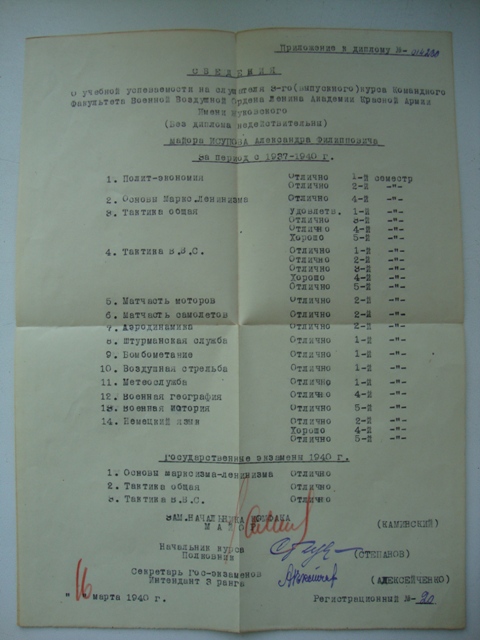 Приложение к диплому №-
СВЕДЕНИЯ
О учебной успеваемости на слушателя 3-го(выпускного)курса Командного
Факультета Военной Воздушной Ордена Ленина Академии Красной Армии
Имени Жуковского
(Без диплома недействительны)
майора Александра Филипповича
За период с 1937-1940 г.
1. Полит-экономия Отлично 1-й семестр
Отлично 2-й -"-
2. Основы Маркс.Ленинизма Отлично 4-й -"-
3. Тактика общая Удовлетв. 1-й -"-
Отлично 3-й -"-
Отлично 4-й -"-
Хорошо 5-й -"-
4. Тактика В.В.С. Отлично 1-й -"-
Отлично 2-й -"-
Отлично 3-й -"-
Хорошо 4-й -"-
Отлично 5-й -"-
5. Матчасть моторов Отлично 2-й -"-
6. Матчасть самолетов Отлично 2-й -"-
7. Аэродинамика Отлично 2-й -"-
8. Штурманская служба Отлично 1-й -"-
9. Бомбометание Отлично 1-й -"-
10. Воздушная стрельба Отлично 1-й -"-
11. Метеослужба Отлично 1-й -"-
12. Военная география Отлично 4-й -"-
13. Военная история Отлично 5-й -"-
14. Немецкий язык Отлично 2-й -"-
Хорошо 4-й -"-
Отлично 5-й -"-
Государственные экзамены 1940 г.
1. Основы марксизма-ленинизма Отлично
2. Тактика общая Отлично
3. Тактика В.В.С. Отлично
ЗАМ.НАЧАЛЬНИКА
МАЙОР (КАМИНСКИЙ)
Начальник курса
Полковник (СТЕПАНОВ)
Секретарь Гос-экзаменов
Интендант 3 ранга (АЛЕКСЕЙЧЕНКО)
"16" марта 1940 г. Регистрационный №- 20